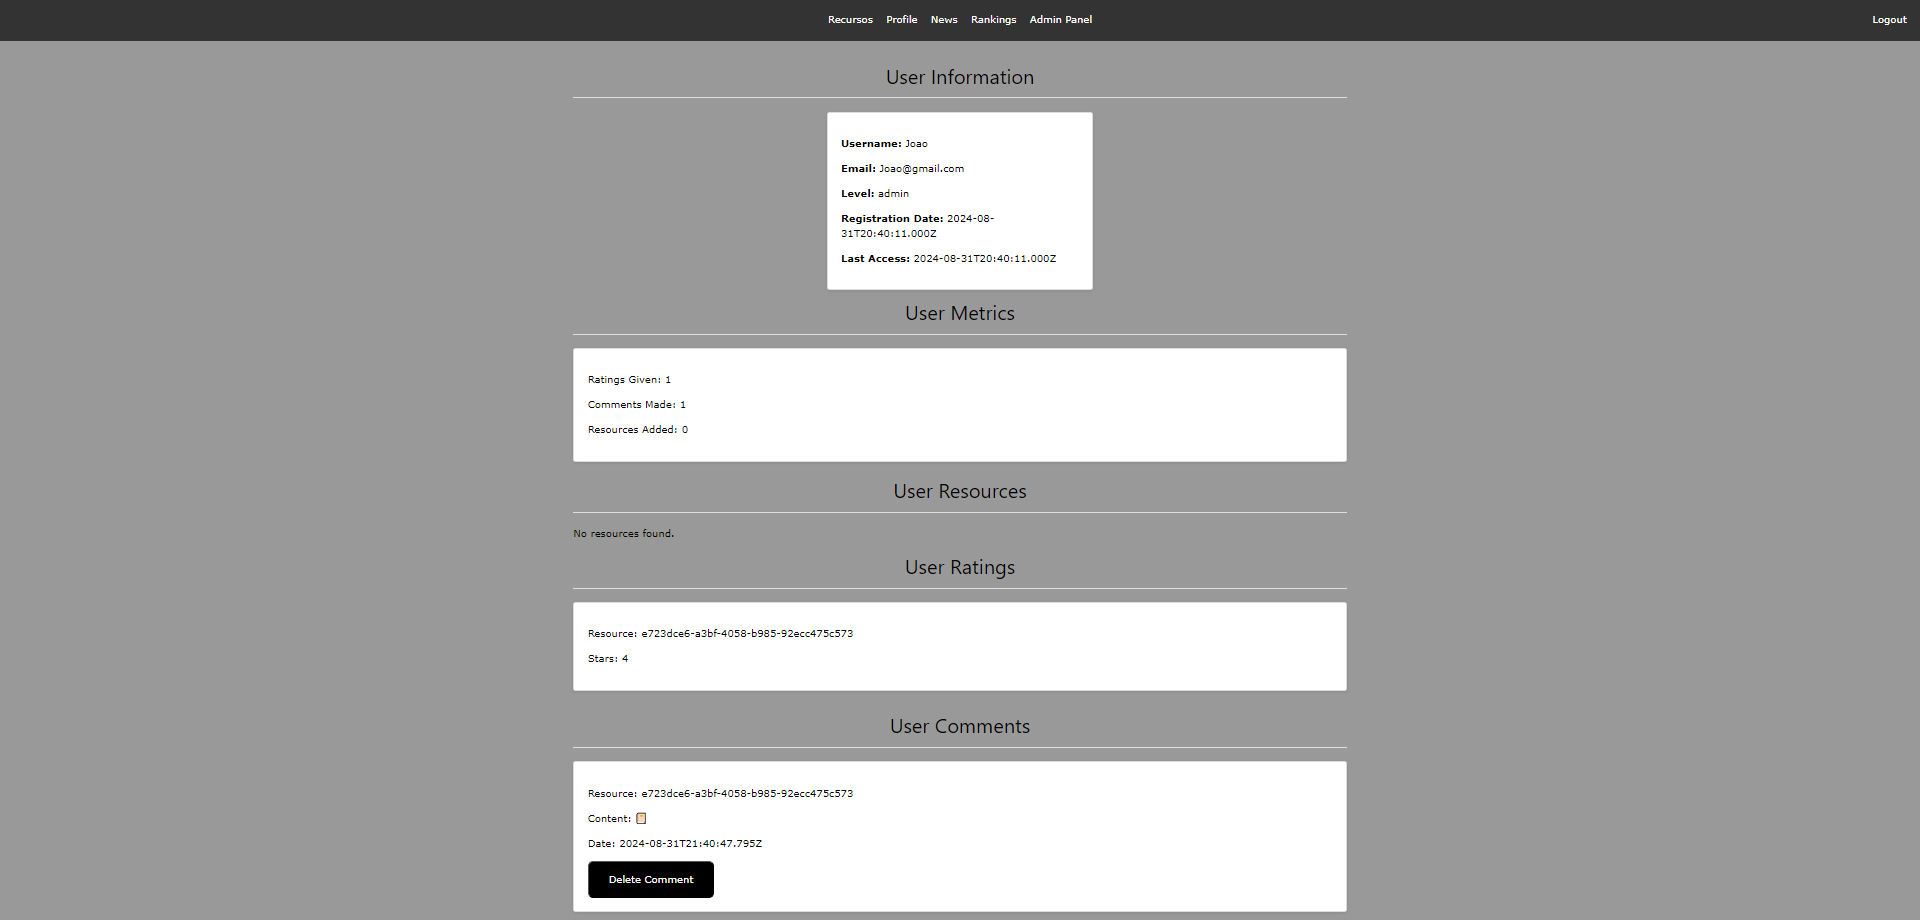 Recursos Profile News Rankings Admin Panel Logout
User Information
Username: Joao
Email: Joao@gmail.com
Level: admin
Registration Date: 2024-08-
31T20:40:11.000Z
Last Access: 2024-08-31T20:40:11.000Z
User Metrics
Ratings Given: 1
Comments Made: 1
Resources Added: 0
User Resources
No resources found.
User Ratings
Resource: e723dce6-a3bf-4058-b985-92ecc475c573
Stars: 4
User Comments
Resource: e723dce6-a3bf-4058-b985-92ecc475c573
Content:
Date: 2024-08-31T21:40:47.795Z
Delete Comment